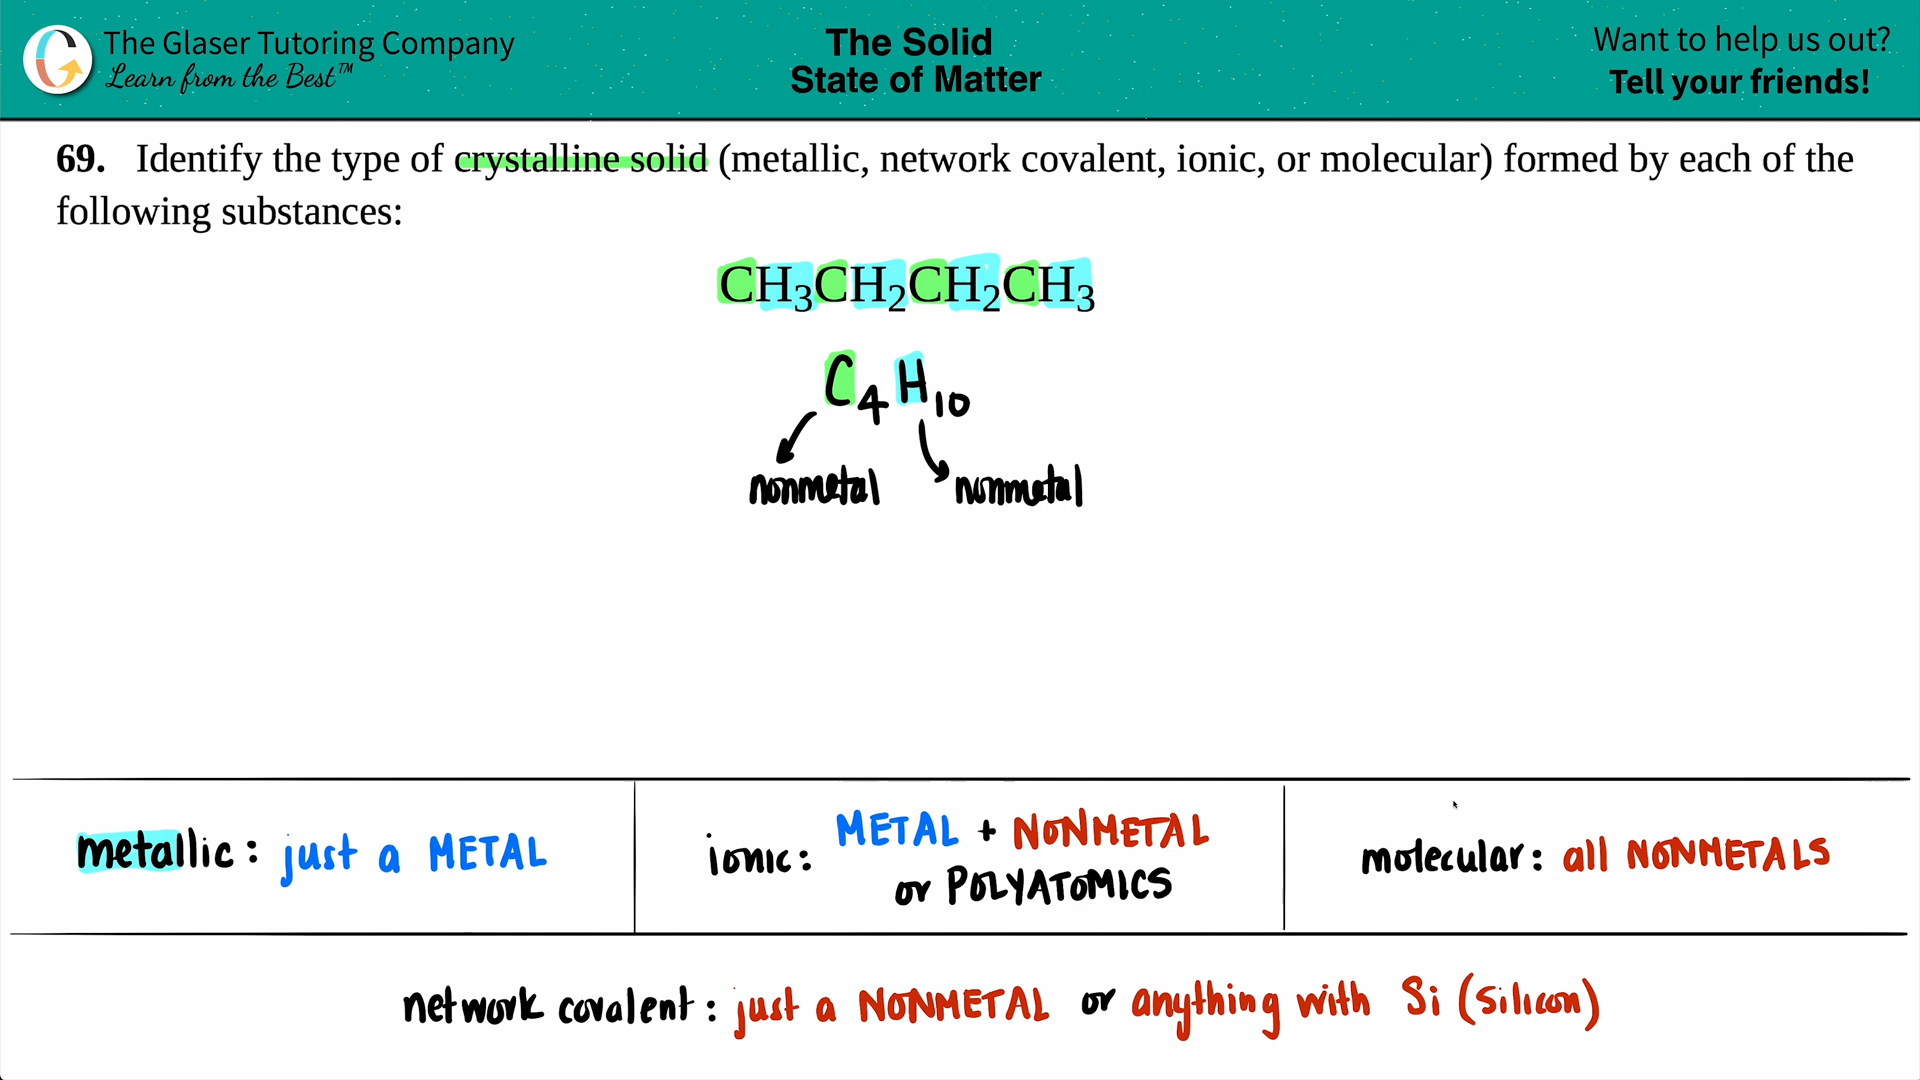 The Glaser Tutoring Company
Learn from the Best™
The Solid
State of Matter
Want to help us out?
Tell your friends!
69. Identify the type of crystalline solid (metallic, network covalent, ionic, or molecular) formed by each of the
following substances:
CH₃CH₂CH₂CH₃
C₄H₁₀
nonmetal nonmetal
metallic: just a METAL
ionic: METAL + NONMETAL
or POLYATOMICS
molecular: all NONMETALS
network covalent: just a NONMETAL or anything with Si (silicon)